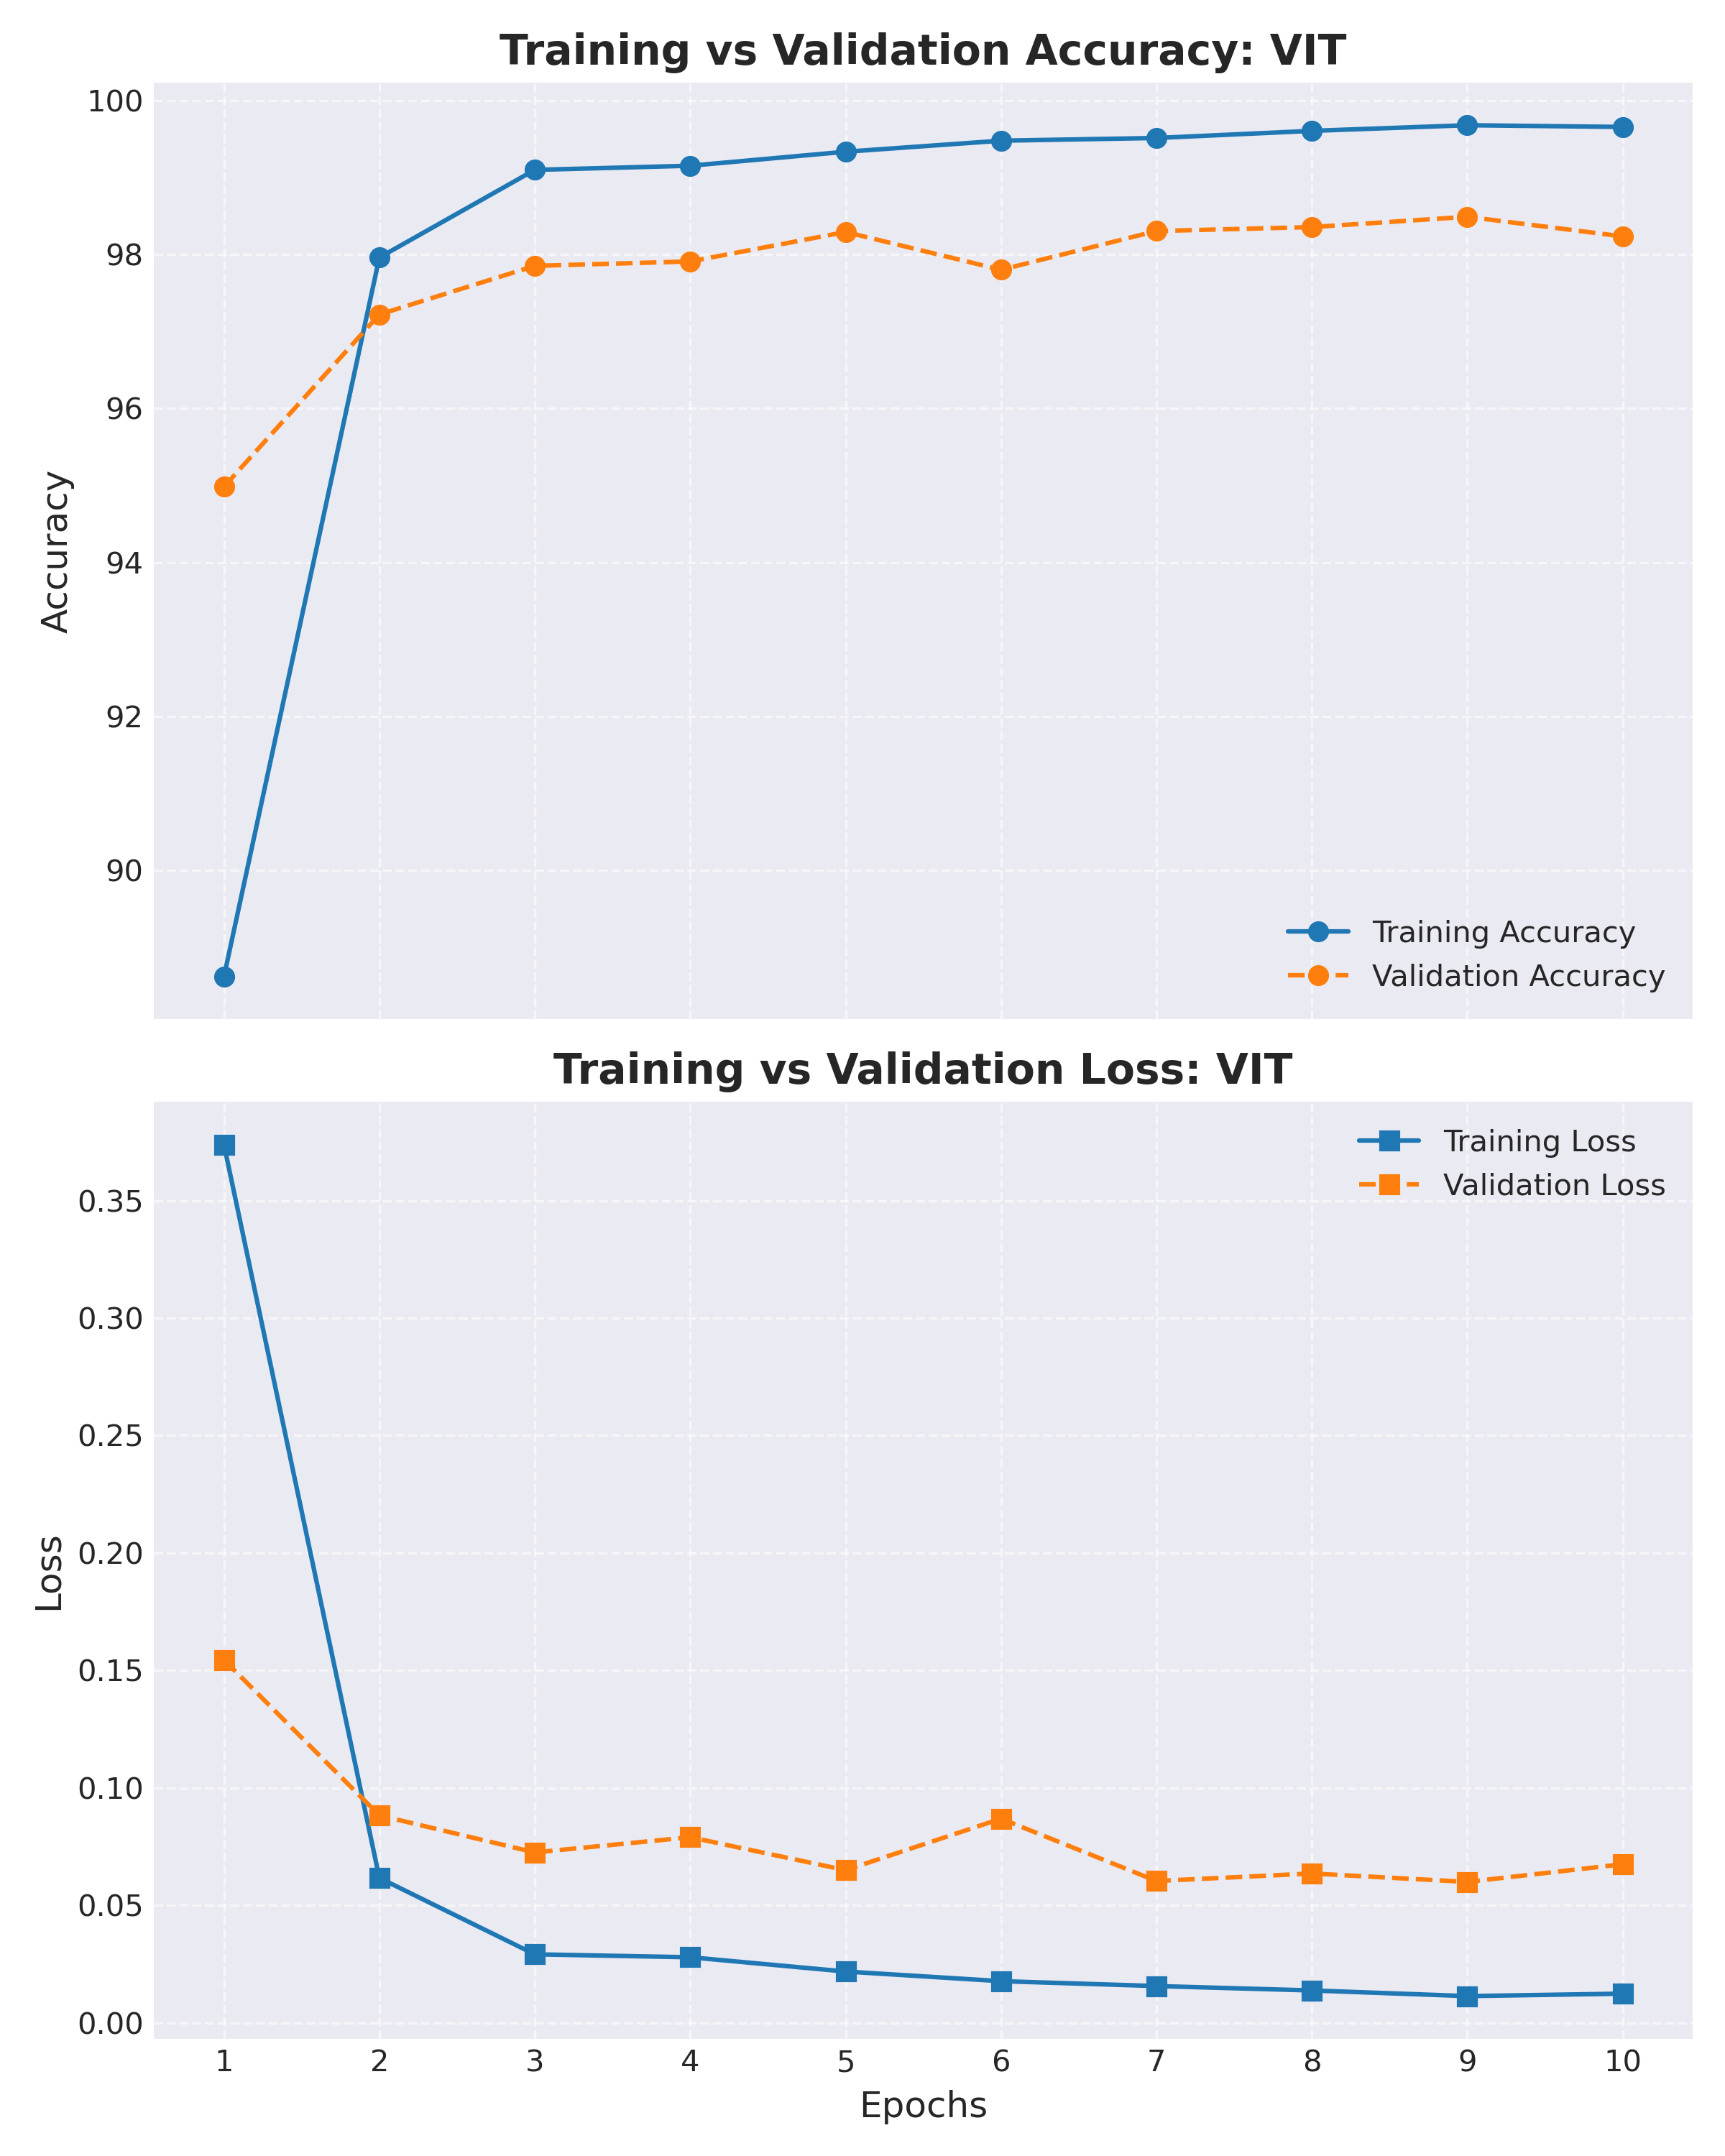 Training vs Validation Accuracy: VIT
100
98
96
94
92
90
Accuracy
Training Accuracy
Validation Accuracy
Training vs Validation Loss: VIT
Training Loss
Validation Loss
0.35
0.30
0.25
0.20
0.15
0.10
0.05
0.00
Loss
1 2 3 4 5 6 7 8 9 10
Epochs